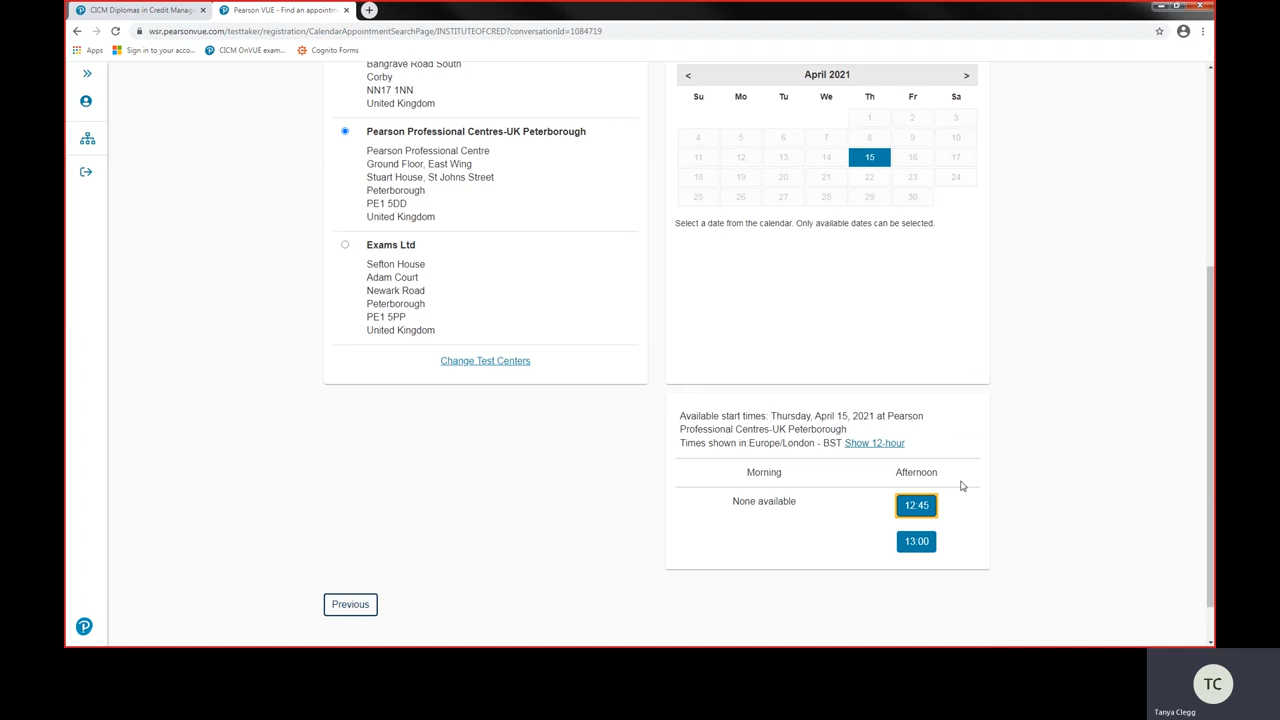 CICM Diplomas in Credit Manag
Pearson VUE - Find an appointm
wsr.pearsonvue.com/testtaker/registration/CalendarAppointmentSearchPage/INSTITUTEOFCRED?conversationId=1084719
Apps
Sign in to your acco...
CICM OnVUE exam...
Cognito Forms
Bangrave Road South
Corby
NN17 1NN
United Kingdom
Pearson Professional Centres-UK Peterborough
Pearson Professional Centre
Ground Floor, East Wing
Stuart House, St Johns Street
Peterborough
PE1 5DD
United Kingdom
Exams Ltd
Sefton House
Adam Court
Newark Road
Peterborough
PE1 5PP
United Kingdom
Change Test Centers
< April 2021 >
Su Mo Tu We Th Fr Sa
1 2 3
4 5 6 7 8 9 10
11 12 13 14 15 16 17
18 19 20 21 22 23 24
25 26 27 28 29 30
Select a date from the calendar. Only available dates can be selected.
Available start times: Thursday, April 15, 2021 at Pearson
Professional Centres-UK Peterborough
Times shown in:Europe/London - BST Show 12-hour
Morning Afternoon
None available 12:45
13:00
Previous
TC
Tanya Clegg